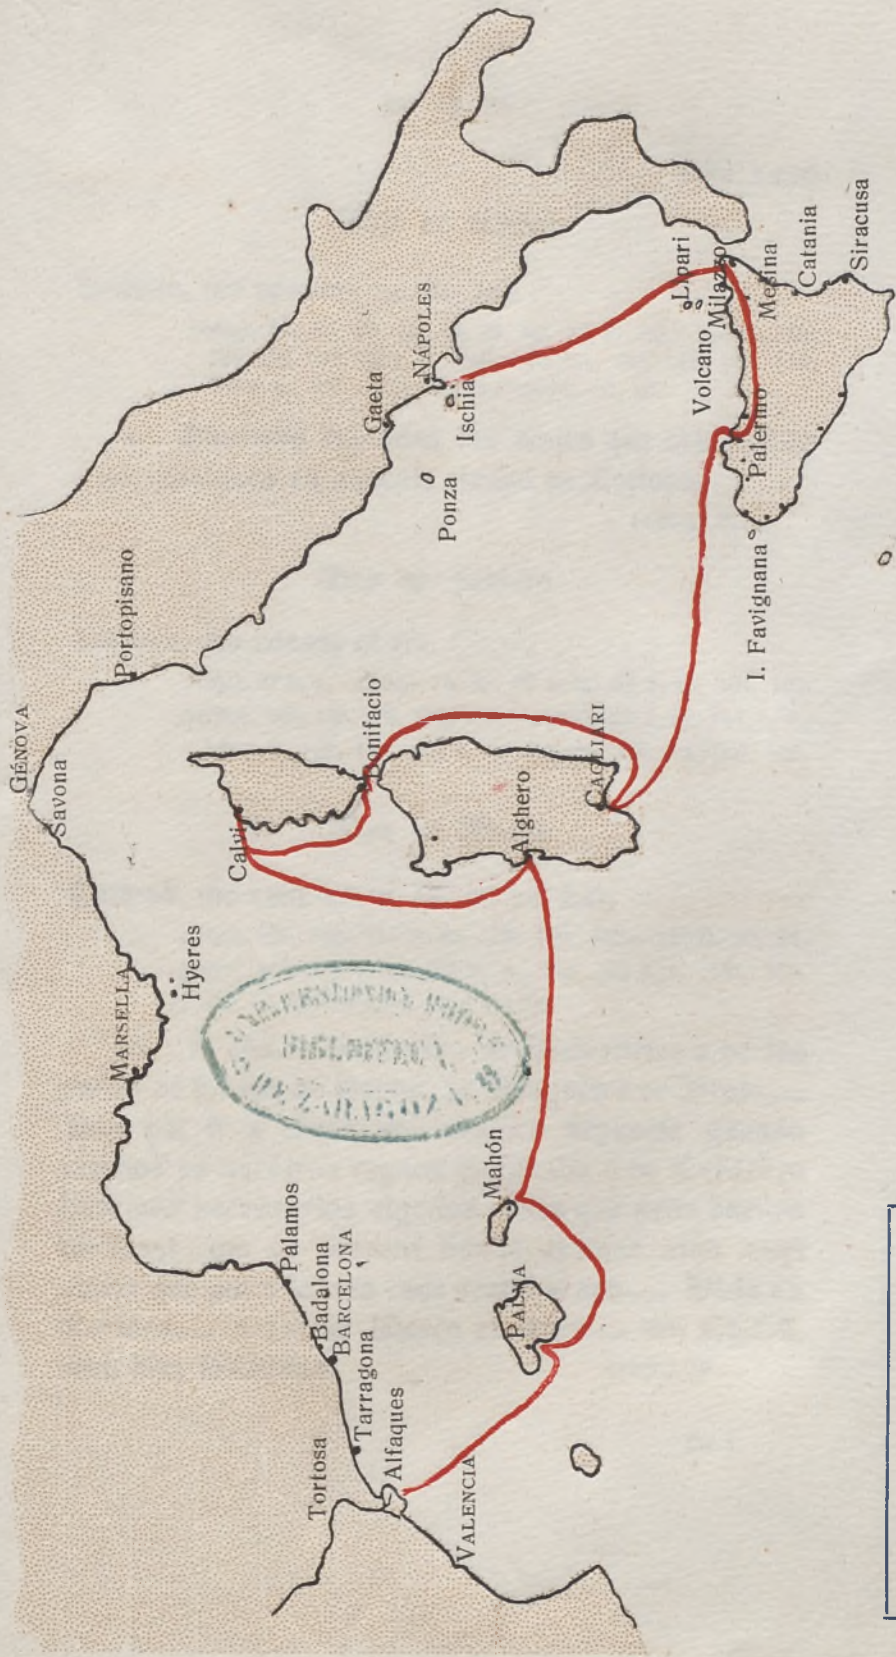 GÉNOVA
Savona
Portopisano
MARSELLA
Hyeres
Calvi
Bonifacio
Gaeta
NÁPOLES
Ischia
Ponza
Palamos
Badalona
BARCELONA
Tarragona
Tortosa
Alfaques
VALENCIA
PALMA
Mahón
Alghero
CAGLIARI
Lipari
Volcano
Milazzo
Messina
Palermo
Catania
Siracusa
I. Favignana